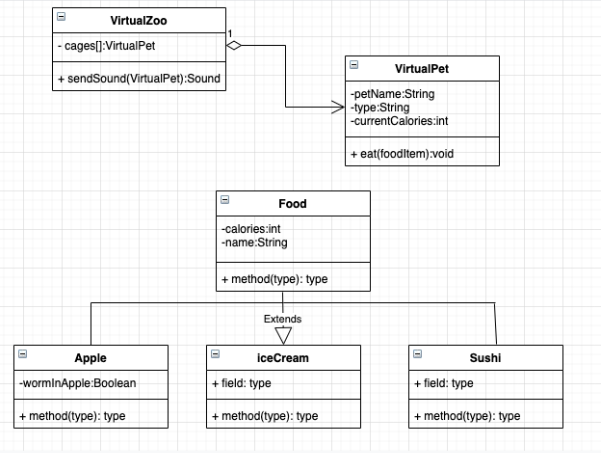 VirtualZoo
- cages[]:VirtualPet
+ sendSound(VirtualPet):Sound
1
VirtualPet
-petName:String
-type:String
-currentCalories:int
+ eat(foodItem):void
Food
-calories:int
-name:String
+ method(type): type
Extends
Apple
-wormInApple:Boolean
+ method(type): type
iceCream
+ field: type
+ method(type): type
Sushi
+ field: type
+ method(type): type